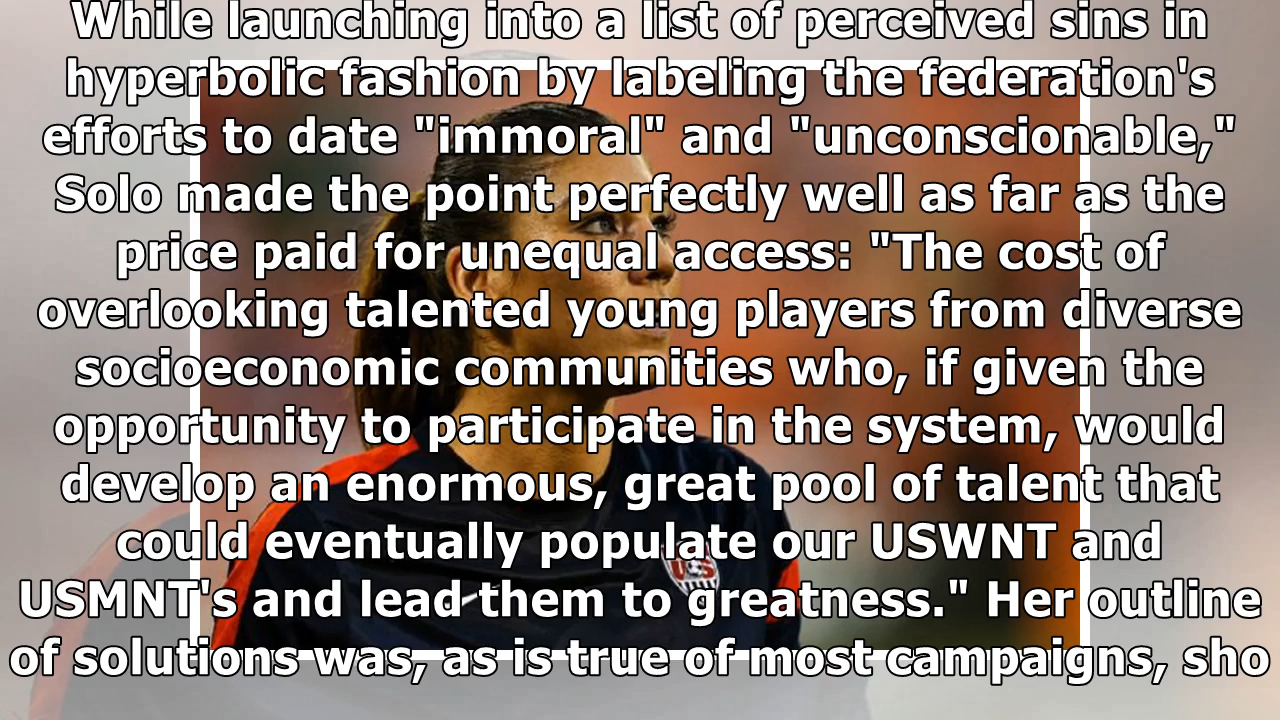 While launching into a list of perceived sins in
hyperbolic fashion by labeling the federation's
efforts to date "immoral" and "unconscionable,"
Solo made the point perfectly well as far as the
price paid for unequal access: "The cost of
overlooking talented young players from diverse
socioeconomic communities who, if given the
opportunity to participate in the system, would
develop an enormous, great pool of talent that
could eventually populate our USWNT and
USMNT's and lead them to greatness." Her outline
of solutions was, as is true of most campaigns, sho
US